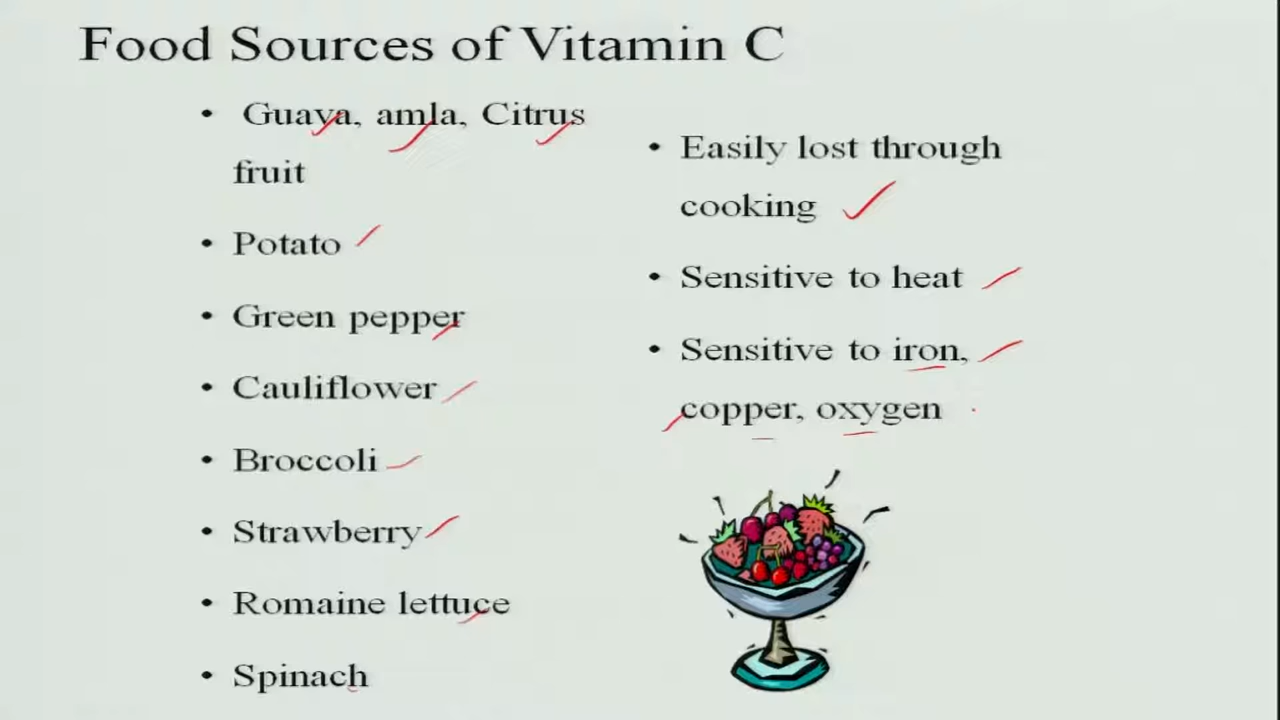 Food Sources of Vitamin C
• Guava, amla, Citrus
fruit
• Potato
• Green pepper
• Cauliflower
• Broccoli
• Strawberry
• Romaine lettuce
• Spinach
• Easily lost through
cooking
• Sensitive to heat
• Sensitive to iron,
copper, oxygen